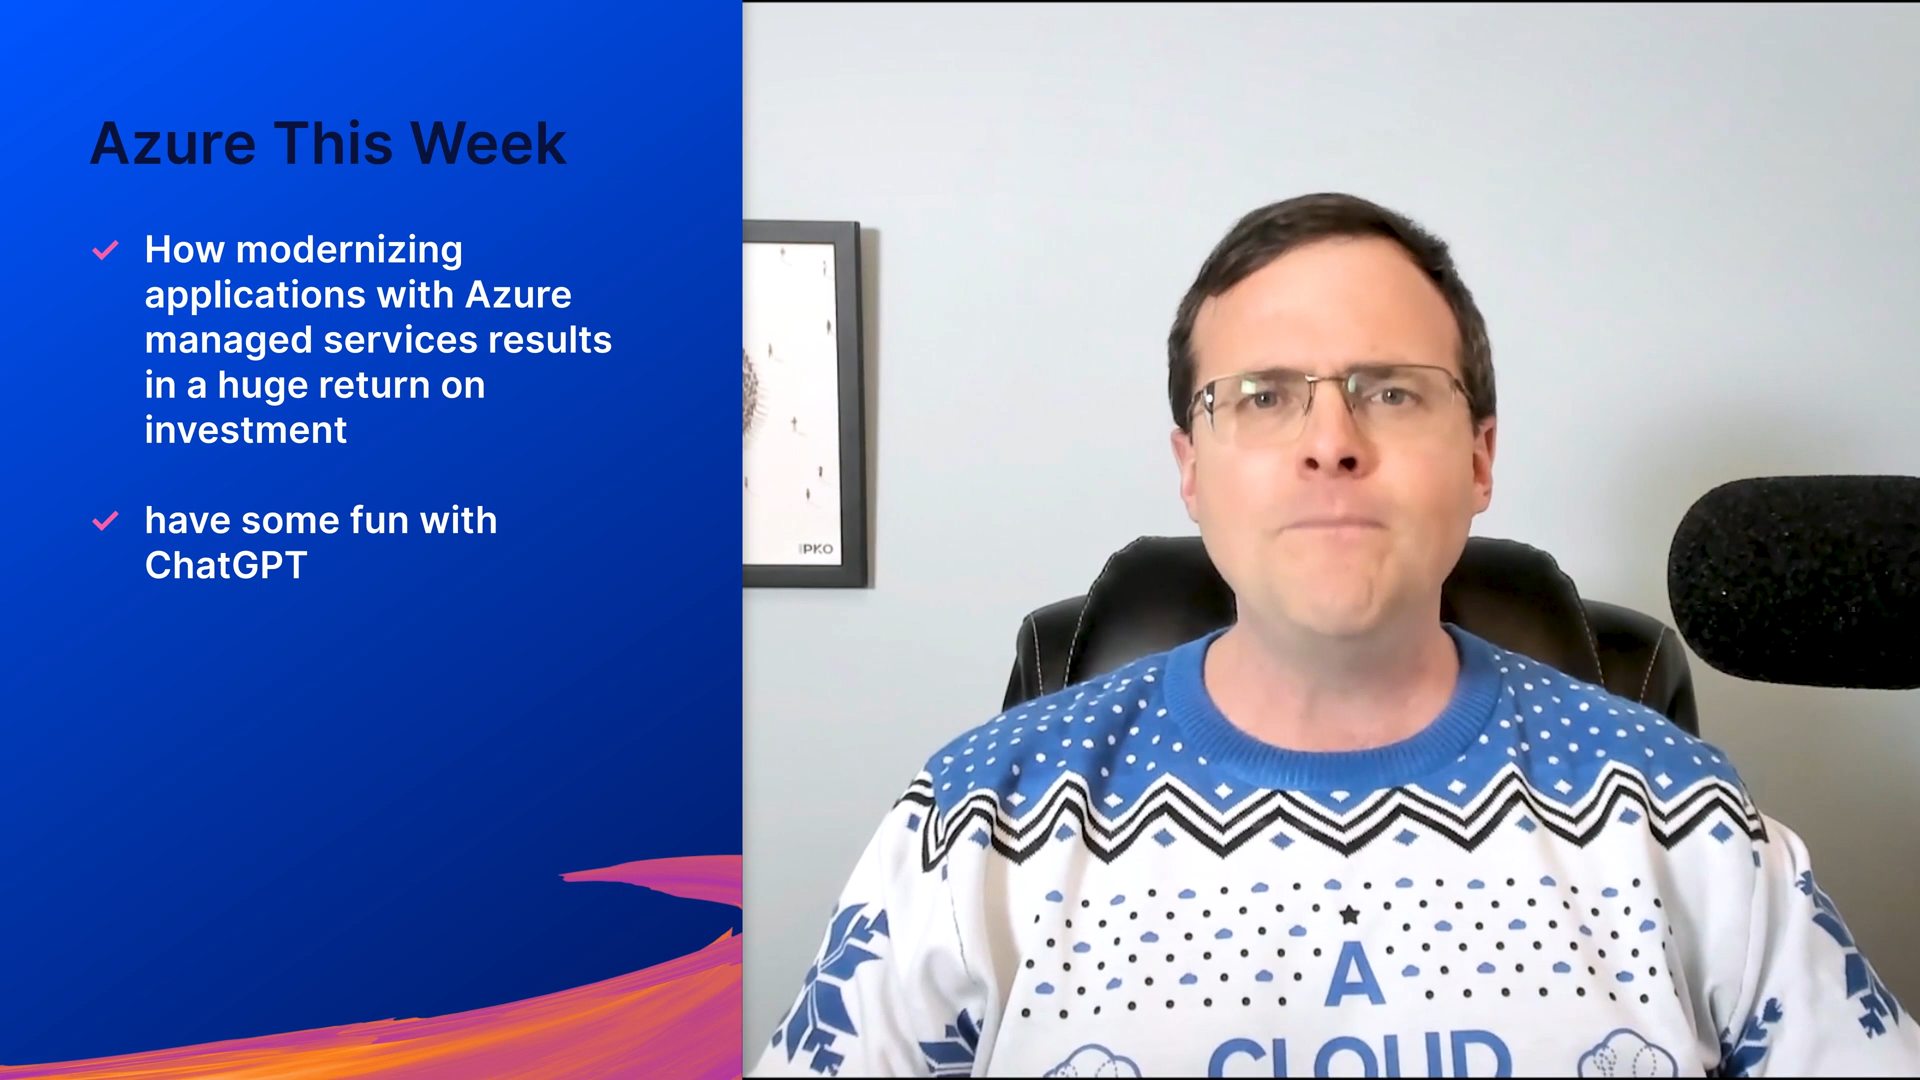 Azure This Week
How modernizing
applications with Azure
managed services results
in a huge return on
investment
have some fun with
ChatGPT
PKO
A
CLOUD